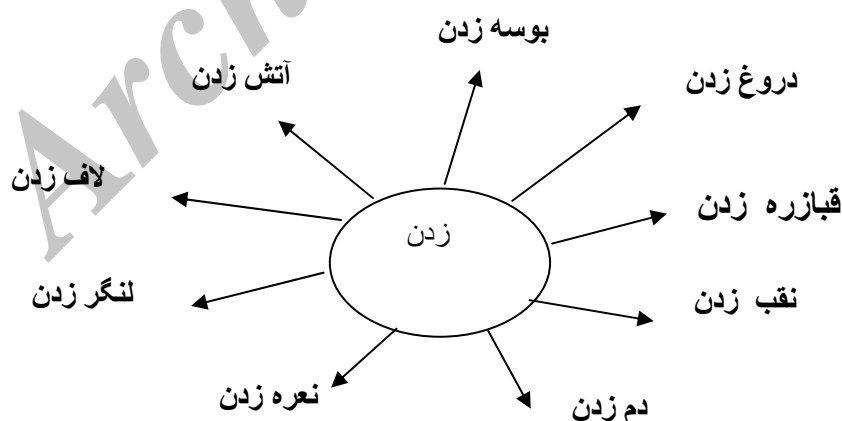 بوسه زدن
دروغ زدن
آتش زدن
قبازره زدن
لاف زدن
زدن
نقب زدن
لنگر زدن
دم زدن
نعره زدن